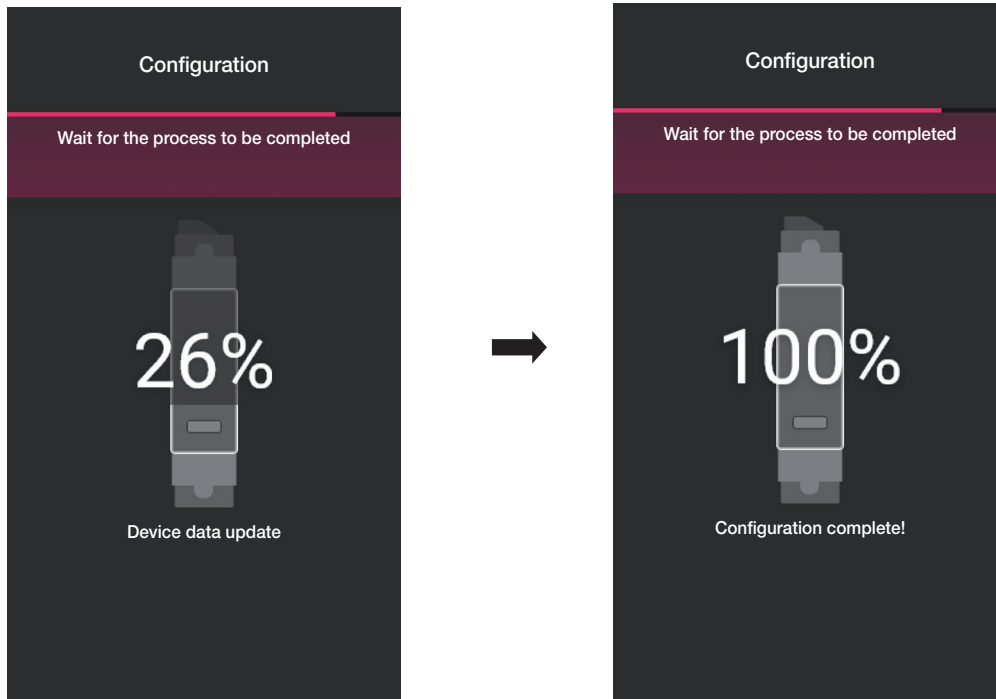 Configuration
Wait for the process to be completed
26%
Device data update
Configuration
Wait for the process to be completed
100%
Configuration complete!